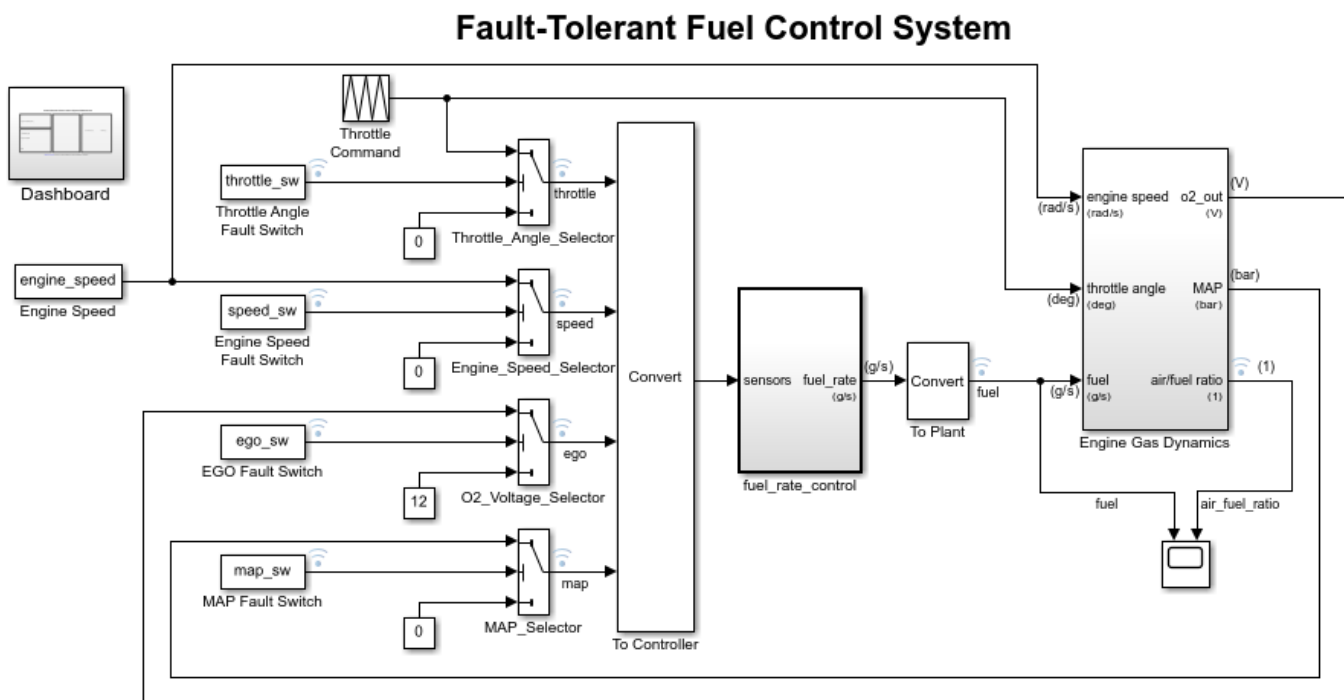 Fault-Tolerant Fuel Control System
Dashboard
Throttle
Command
throttle_sw
Throttle Angle
Fault Switch
0
throttle
Throttle_Angle_Selector
engine_speed
Engine Speed
speed_sw
Engine Speed
Fault Switch
0
speed
Engine_Speed_Selector
ego_sw
EGO Fault Switch
12
ego
O2_Voltage_Selector
map_sw
MAP Fault Switch
0
map
MAP_Selector
Convert
To Controller
sensors
fuel_rate
(g/s)
fuel_rate_control
(g/s)
Convert
To Plant
fuel
(rad/s)
engine speed
(rad/s)
o2_out
(V)
(V)
(deg)
throttle angle
(deg)
MAP
(bar)
(bar)
(g/s)
fuel
(g/s)
air/fuel ratio
(1)
(1)
Engine Gas Dynamics
fuel
air_fuel_ratio